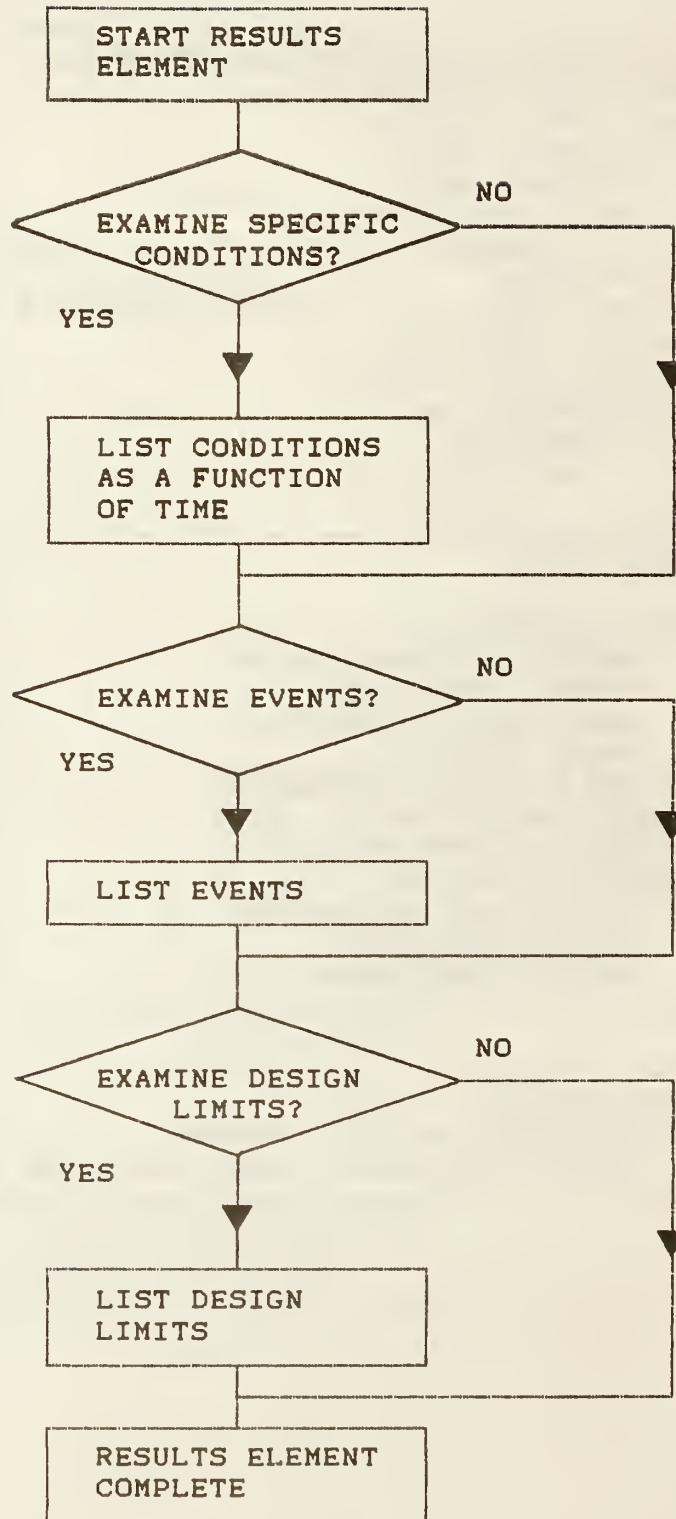 START RESULTS
ELEMENT
NO
EXAMINE SPECIFIC
CONDITIONS?
YES
LIST CONDITIONS
AS A FUNCTION
OF TIME
NO
EXAMINE EVENTS?
YES
LIST EVENTS
NO
EXAMINE DESIGN
LIMITS?
YES
LIST DESIGN
LIMITS
RESULTS ELEMENT
COMPLETE